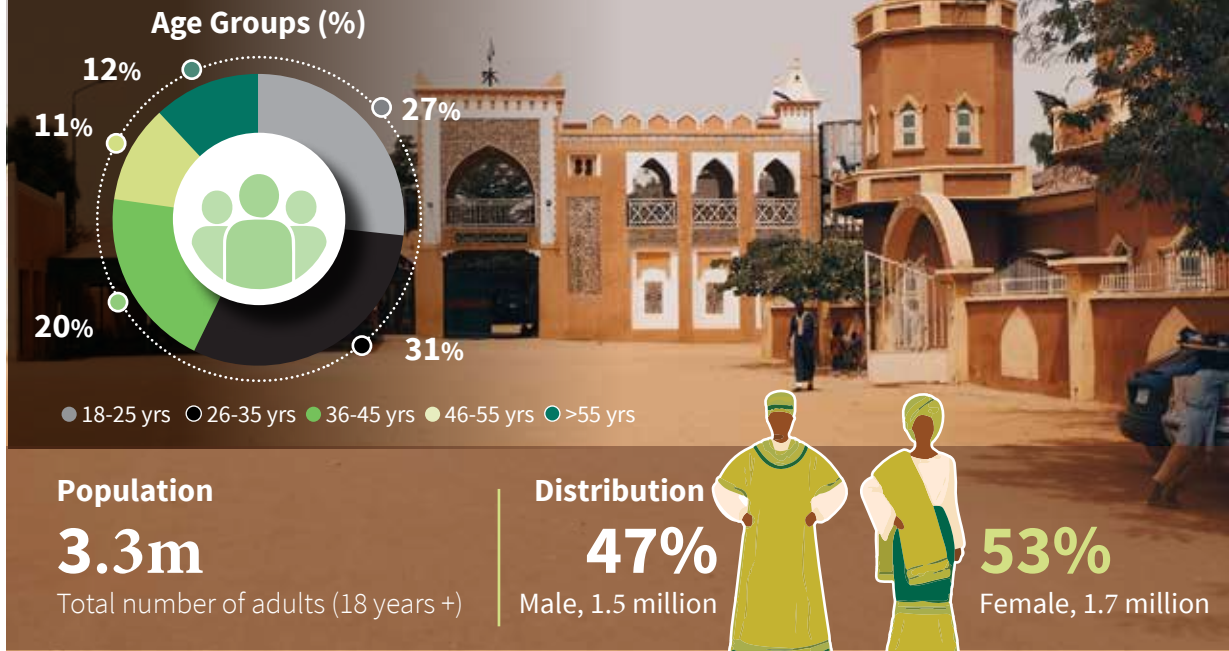 Age Groups (%)
12%
27%
11%
20%
31%
18-25 yrs 26-35 yrs 36-45 yrs 46-55 yrs >55 yrs
Population
3.3m
Total number of adults (18 years +)
Distribution
47%
Male, 1.5 million
53%
Female, 1.7 million